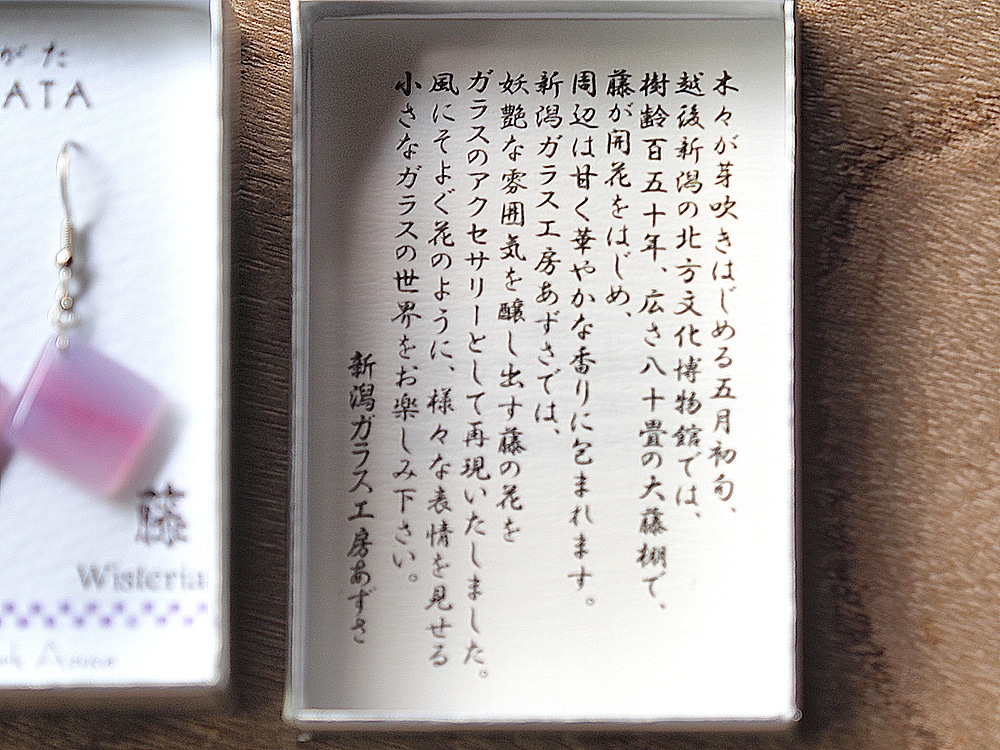 がた
ATA
藤
Wisteria
木々が芽吹きはじめる五月初旬、
越後新潟の北方文化博物館では、
樹齢百五十年、広さ八十畳の大藤棚で、
藤が開花をはじめ、
周辺は甘く華やかな香りに包まれます。
新潟ガラス工房あずさでは、
妖艶な雰囲気を醸し出す藤の花を
ガラスのアクセサリーとして再現いたしました。
風にそよぐ花のように、様々な表情を見せる
小さなガラスの世界をお楽しみ下さい。
新潟ガラス工房あずさ